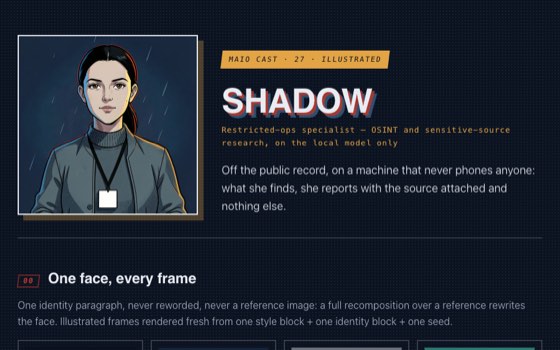 MAIO CAST · 27 · ILLUSTRATED
SHADOW
Restricted-ops specialist — OSINT and sensitive-source
research, on the local model only
Off the public record, on a machine that never phones anyone:
what she finds, she reports with the source attached and
nothing else.
00 One face, every frame
One identity paragraph, never reworded, never a reference image: a full recomposition over a reference rewrites
the face. Illustrated frames rendered fresh from one style block + one identity block + one seed.